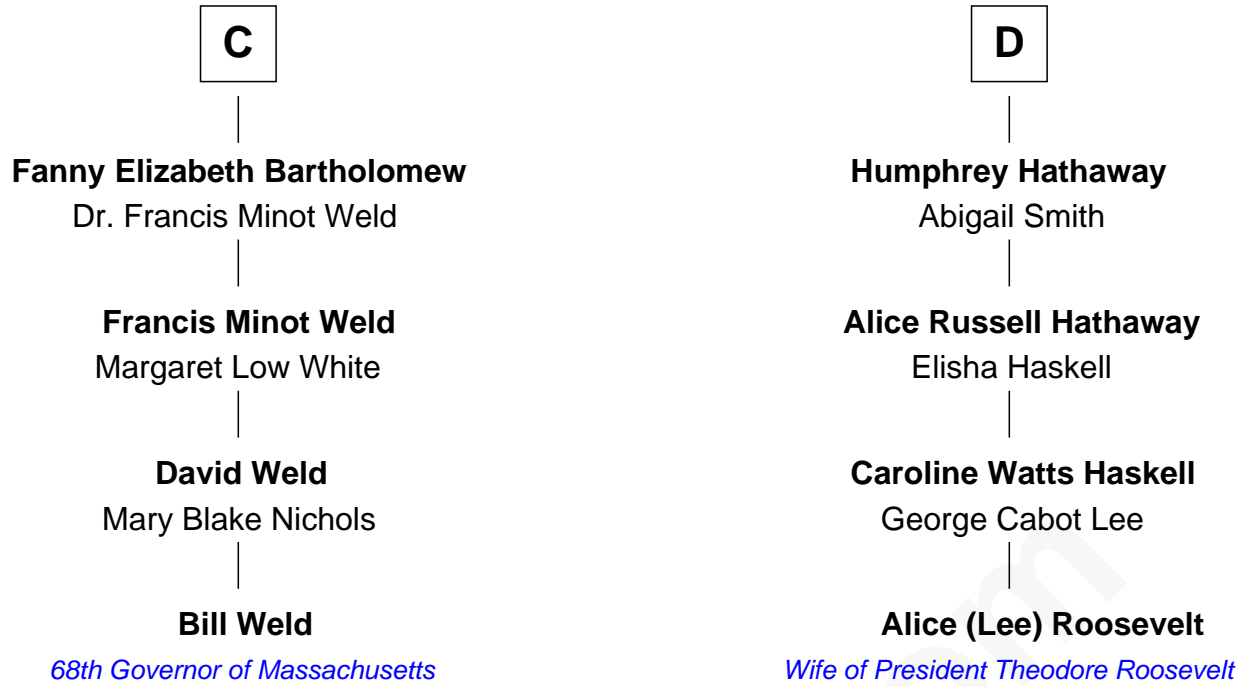 C
Fanny Elizabeth Bartholomew
Dr. Francis Minot Weld
Francis Minot Weld
Margaret Low White
David Weld
Mary Blake Nichols
Bill Weld
68th Governor of Massachusetts
D
Humphrey Hathaway
Abigail Smith
Alice Russell Hathaway
Elisha Haskell
Caroline Watts Haskell
George Cabot Lee
Alice (Lee) Roosevelt
Wife of President Theodore Roosevelt